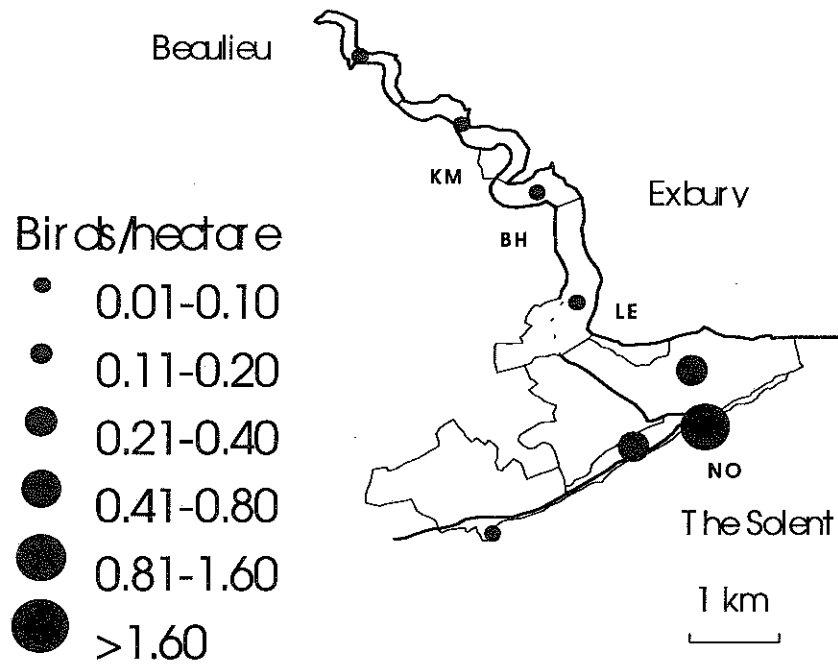 Beaulieu
KM
Exbury
BH
LE
Birds/hectare
0.01-0.10
0.11-0.20
0.21-0.40
0.41-0.80
0.81-1.60
>1.60
NO
The Solent
1 km